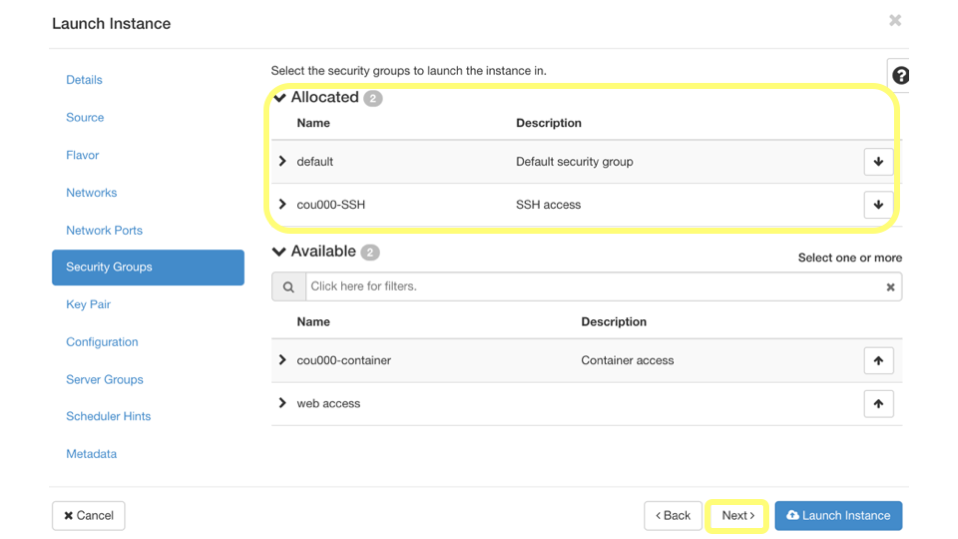 Launch Instance
Details
Source
Flavor
Networks
Network Ports
Security Groups
Key Pair
Configuration
Server Groups
Scheduler Hints
Metadata
Select the security groups to launch the instance in.
Allocated 2
Name Description
default Default security group
cou000-SSH SSH access
Available 2
Select one or more
Click here for filters.
Name Description
cou000-container Container access
web access
Cancel
< Back
Next >
Launch Instance